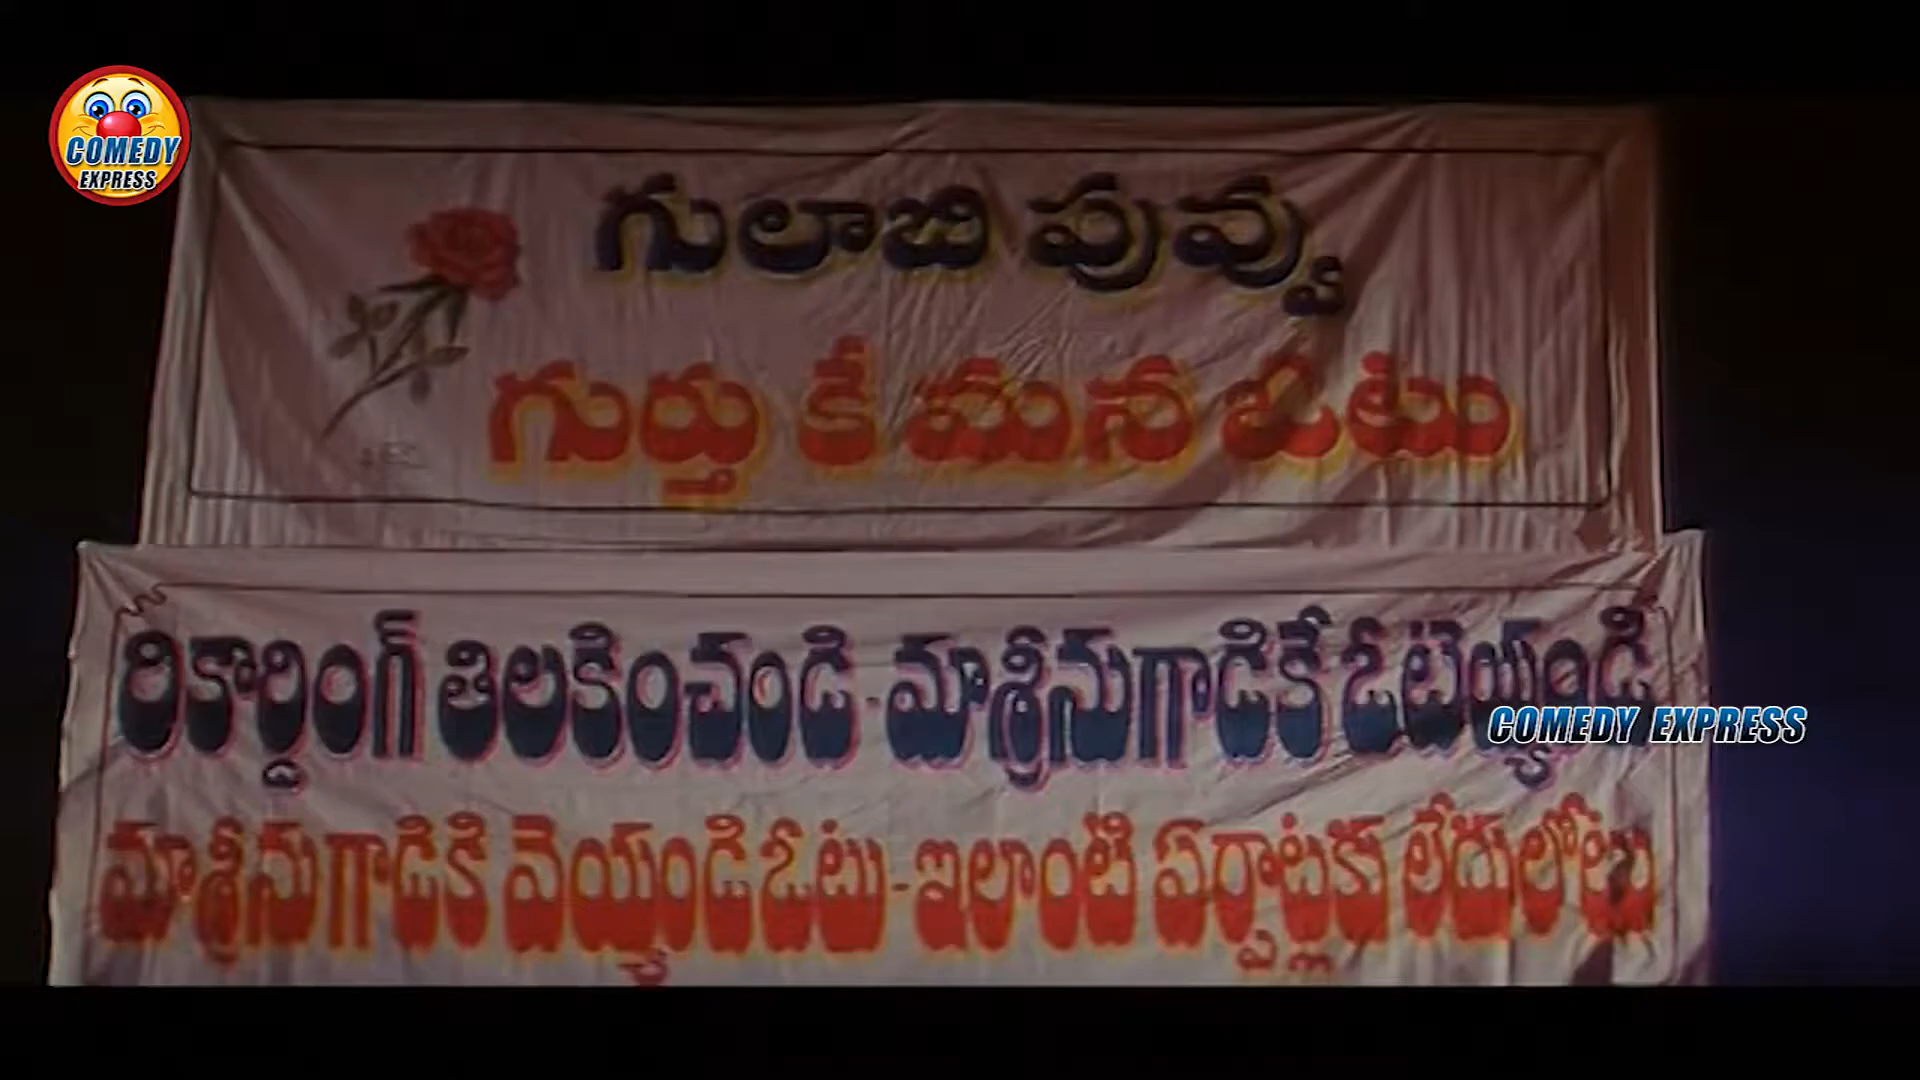 COMEDY
EXPRESS
గులాబి పువ్వు
గుర్తు కే మన ఓటు
రికార్డింగ్ తిలకించండి - మాశ్రీనుగాడికే ఓటెయ్యండి
COMEDY EXPRESS
మాశ్రీనుగాడికి వెయ్యండి ఓటు - ఇలాంటి ఏర్పాట్లకు లేదులోటు